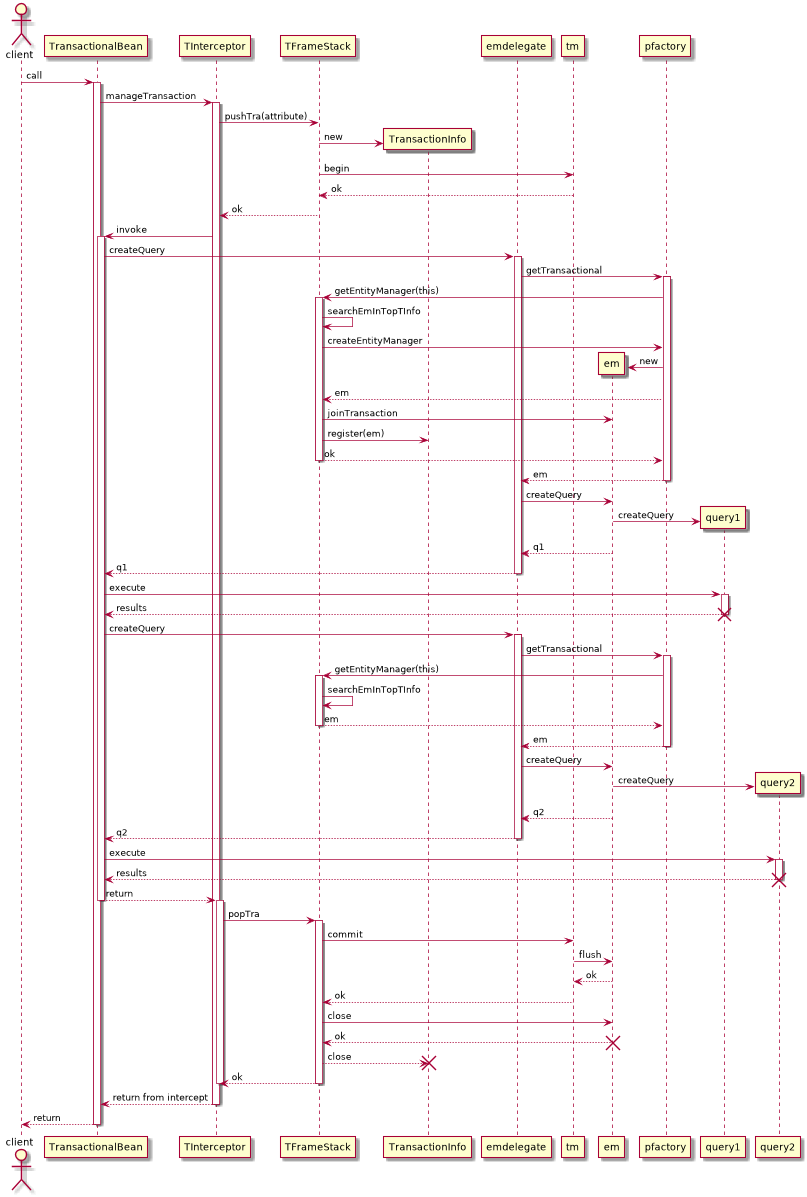 client
TransactionalBean TInterceptor TFrameStack emdelegate tm pfactory
call
manageTransaction
pushTra(attribute)
new
TransactionInfo
begin
ok
ok
invoke
createQuery
getTransactional
getEntityManager(this)
searchEmInTopTInfo
createEntityManager
em
new
em
joinTransaction
register(em)
ok
em
createQuery
createQuery
query1
q1
q1
execute
results
createQuery
getTransactional
getEntityManager(this)
searchEmInTopTInfo
em
em
createQuery
createQuery
query2
q2
q2
execute
results
return
popTra
commit
flush
ok
ok
close
ok
close
ok
return from intercept
return
client
TransactionalBean TInterceptor TFrameStack TransactionInfo emdelegate tm em pfactory query1 query2